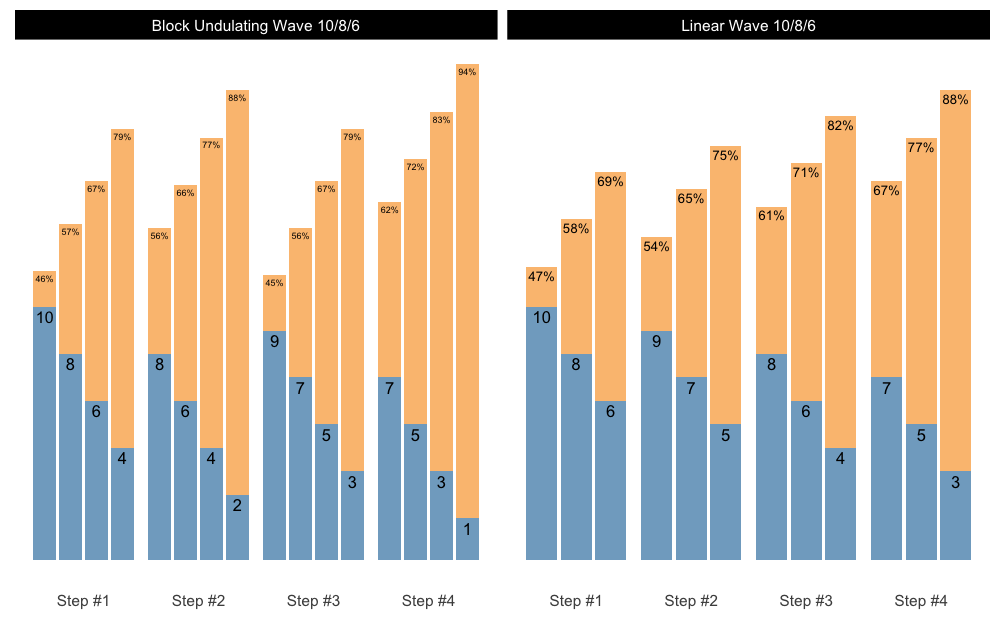 Block Undulating Wave 10/8/6
46% 57% 67% 79%
10 8 6 4
56% 66% 77% 88%
8 6 4 2
45% 56% 67% 79%
9 7 5 3
62% 72% 83% 94%
7 5 3 1
Step #1 Step #2 Step #3 Step #4
Linear Wave 10/8/6
47% 58% 69%
10 8 6
54% 65% 75%
9 7 5
61% 71% 82%
8 6 4
67% 77% 88%
7 5 3
Step #1 Step #2 Step #3 Step #4